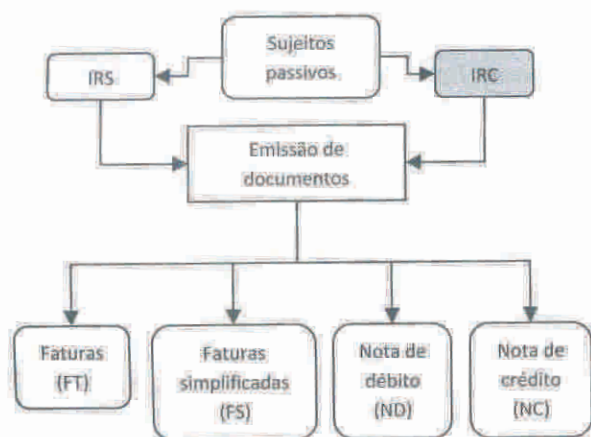 Sujeitos
passivos
IRS
IRC
Emissão de
documentos
Faturas
(FT)
Faturas
simplificadas
(FS)
Nota de
débito
(ND)
Nota de
crédito
(NC)